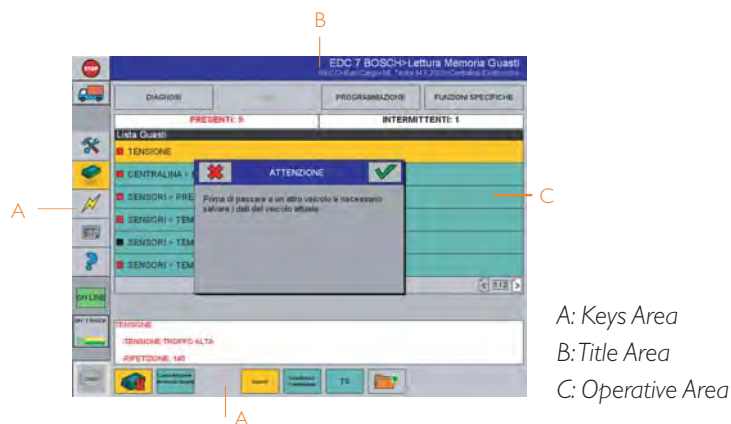 B
EDC 7 BOSCH>Lettura Memoria Guasti
STOP
DIAGNOSI
PROGRAMMAZIONE
FUNZIONI SPECIFICHE
PRESENTI: 5
INTERMITTENTI: 1
Lista Guasti
TENSIONE
CENTRALINA >
ATTENZIONE
SENSORI > PRE
Prima di passare a un altro veicolo è necessario
salvare i dati del veicolo attuale
C
A
SENSORI > TEM
SENSORI > TEM
SENSORI > TEM
1/2
ON LINE
TENSIONE
-TENSIONE TROPPO ALTA
-RIPETIZIONE: 140
TS
A
A: Keys Area
B: Title Area
C: Operative Area